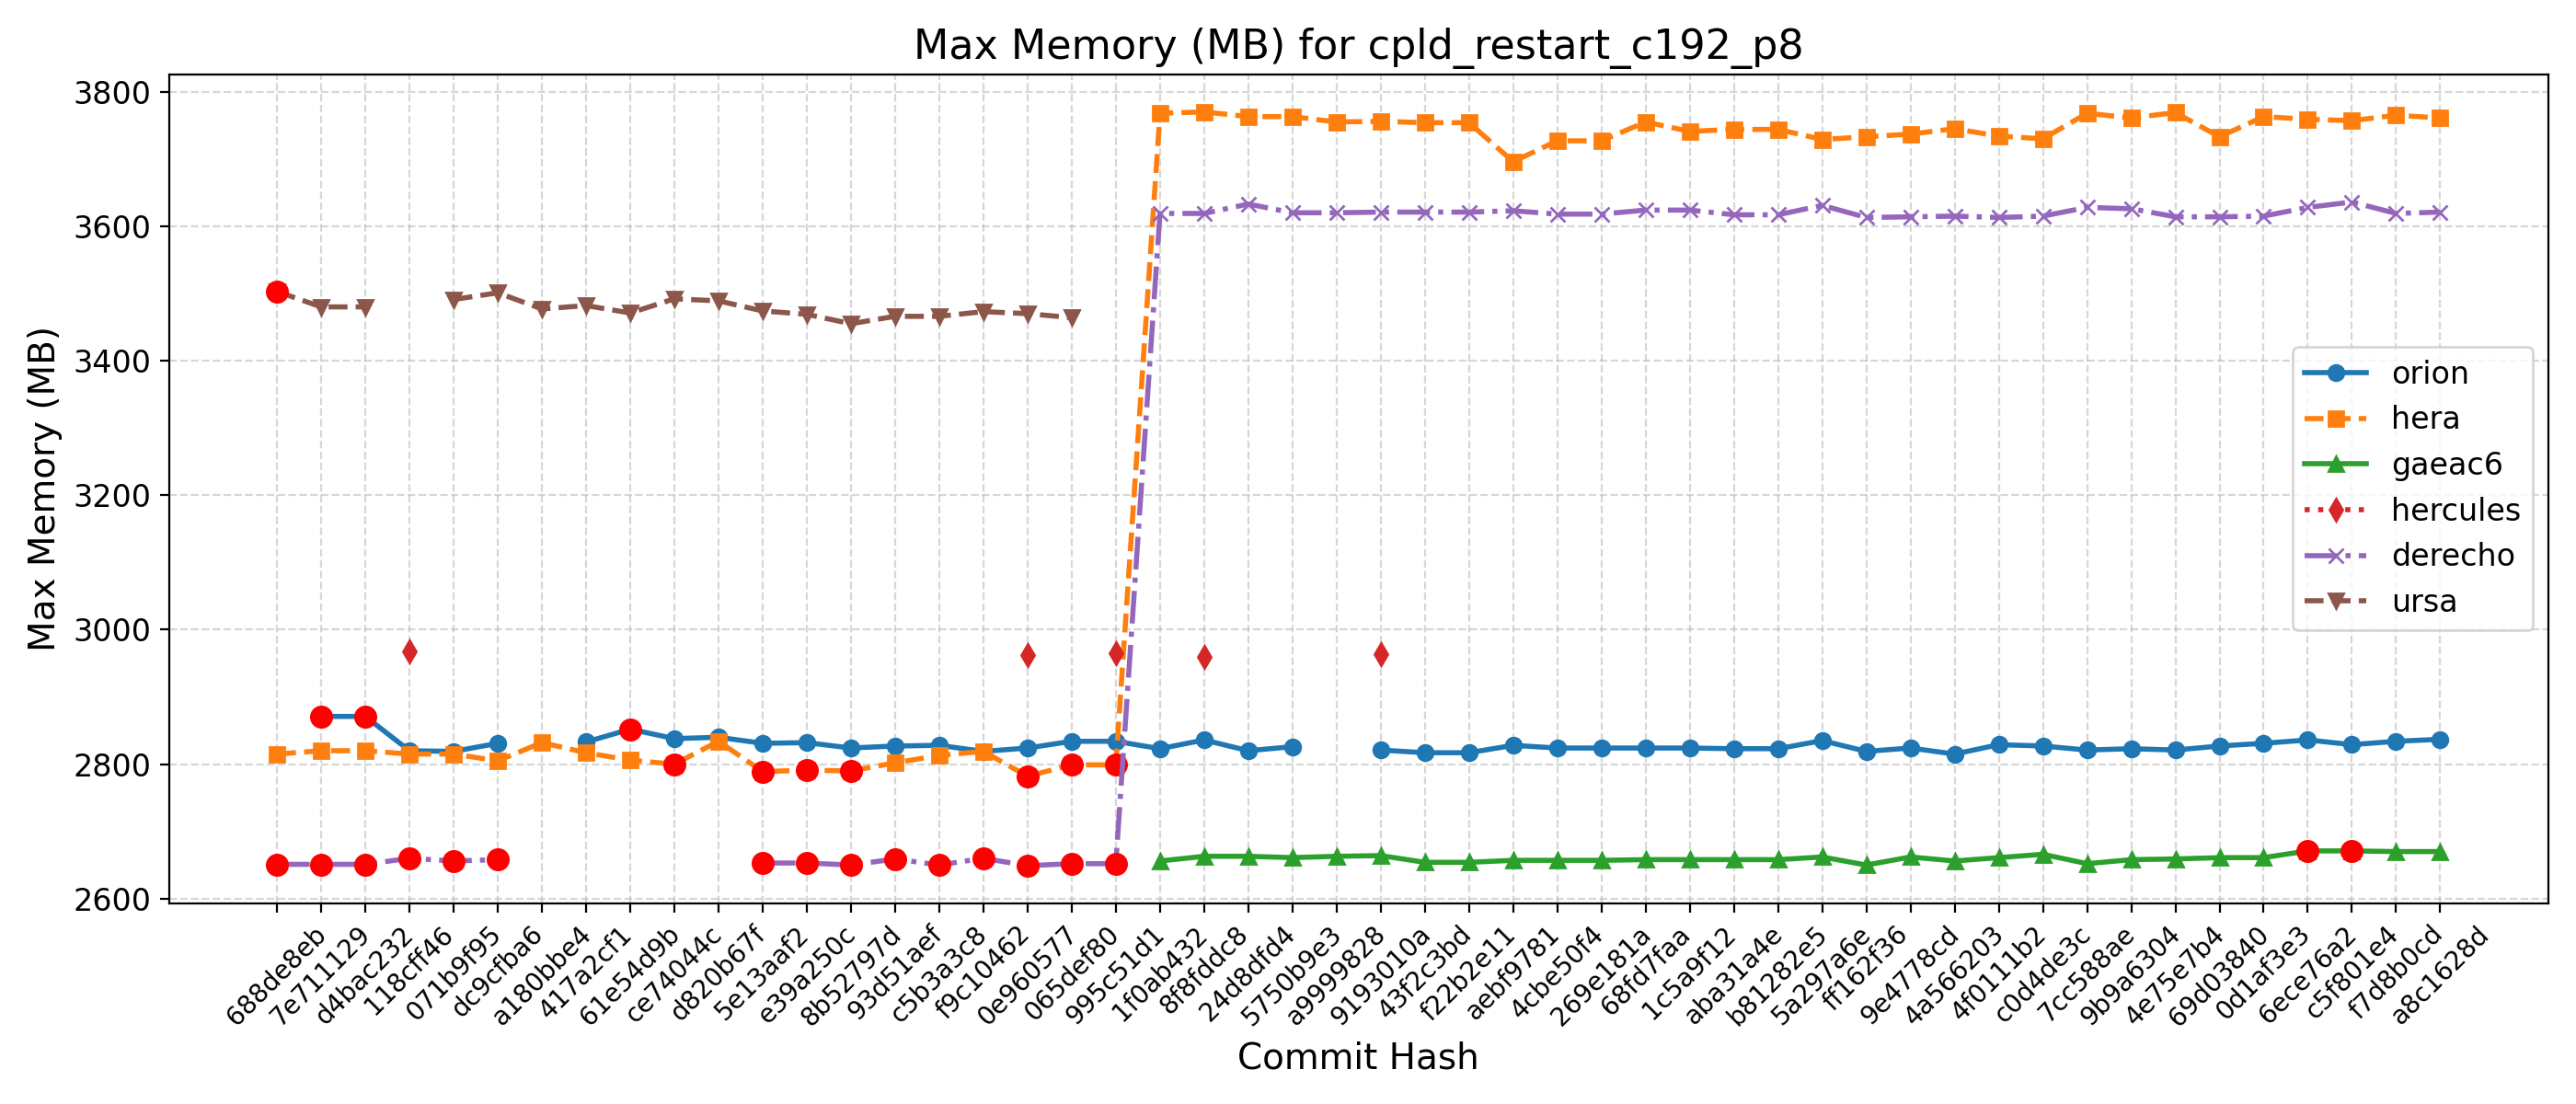 Max Memory (MB) for cpld_restart_c192_p8
Max Memory (MB)
3800
3600
3400
3200
3000
2800
2600
orion
hera
gaeac6
hercules
derecho
ursa
688de8eb
7e711129
d4bac232
118cff46
071b9f95
dc9cfba6
a180bbe4
417a2cf1
61e54d9b
ce74044c
d820b67f
5e13aaf2
e39a250c
8b52797d
93d51aef
c5b3a3c8
f9c10462
0e960577
065def80
995c51d1
1f0ab432
8f8fddc8
24d8dfd4
5750b9e3
a9999828
9193010a
43f2c3bd
f22b2e11
aebf9781
4cbe50f4
269e181a
68fd7faa
1c5a9f12
aba31a4e
b81282e5
5a297a6e
ff162f36
9e4778cd
4a566203
4f0111b2
c0d4de3c
7cc588ae
9b9a6304
4e75e7b4
69d03840
0d1af3e3
6ece76a2
c5f801e4
f7d8b0cd
a8c1628d
Commit Hash